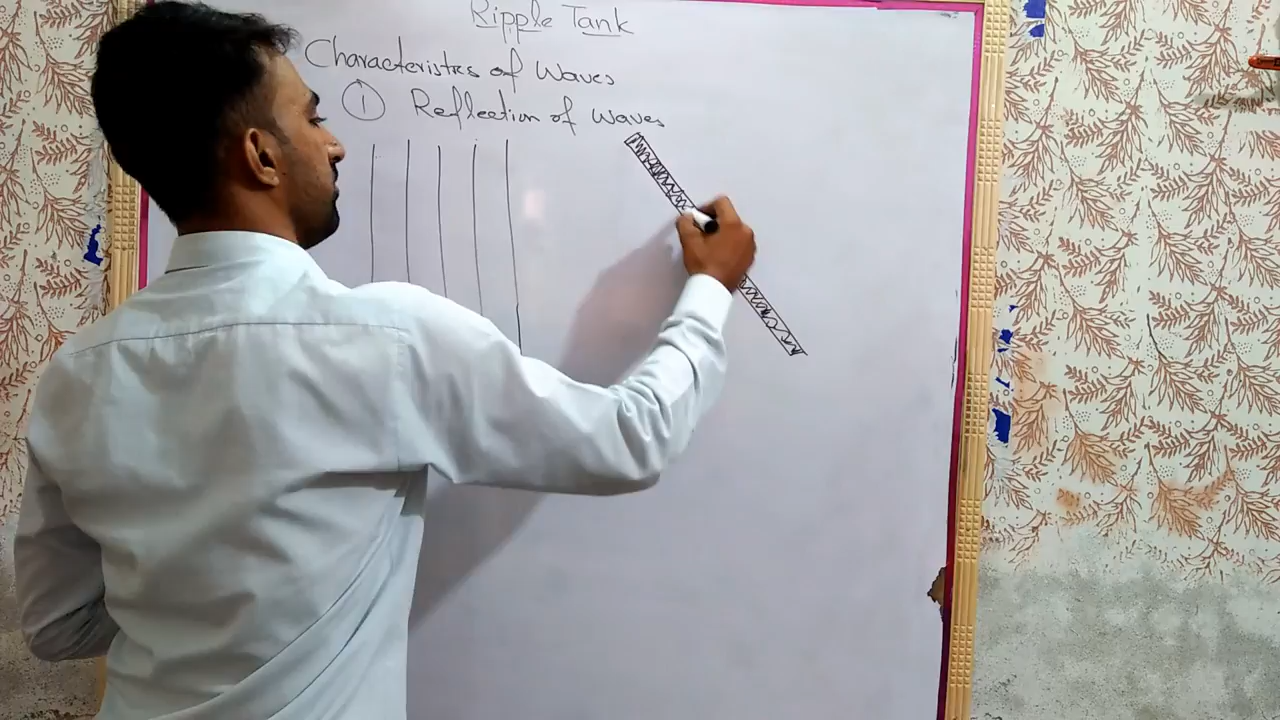 Ripple Tank
Characteristics of Waves
① Reflection of Waves